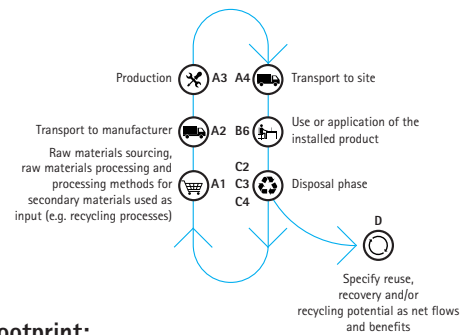 Production
A3
A4
Transport to site
Transport to manufacturer
A2
B6
Use or application of the
installed product
Raw materials sourcing,
raw materials processing and
processing methods for
secondary materials used as
input (e.g. recycling processes)
A1
C2
C3
C4
Disposal phase
D
Specify reuse,
recovery and/or
recycling potential as net flows
and benefits